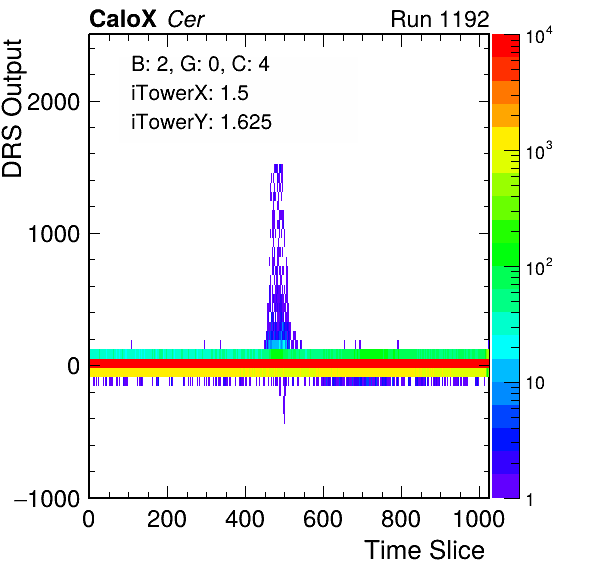 CaloX Cer Run 1192
DRS Output
B: 2, G: 0, C: 4
iTowerX: 1.5
iTowerY: 1.625
2000
1000
0
−1000
0 200 400 600 800 1000
Time Slice
10⁴
10³
10²
10
1